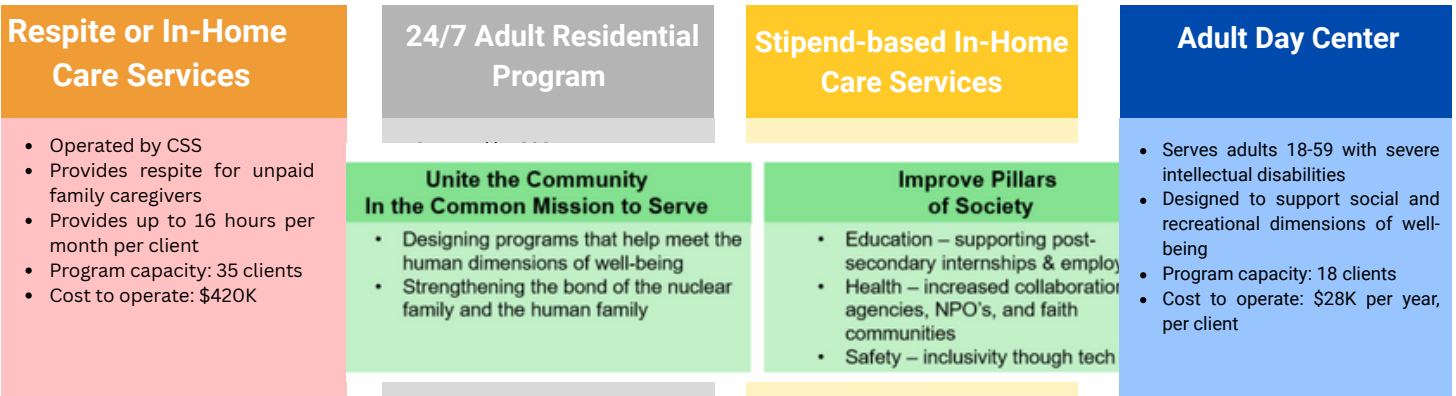 Respite or In-Home
Care Services
• Operated by CSS
• Provides respite for unpaid
family caregivers
• Provides up to 16 hours per
month per client
• Program capacity: 35 clients
• Cost to operate: $420K
24/7 Adult Residential
Program
Stipend-based In-Home
Care Services
Unite the Community
In the Common Mission to Serve
• Designing programs that help meet the
human dimensions of well-being
• Strengthening the bond of the nuclear
family and the human family
Improve Pillars
of Society
• Education – supporting post-
secondary internships & employ
• Health – increased collaboration
agencies, NPO's, and faith
communities
• Safety – inclusivity though tech
Adult Day Center
• Serves adults 18-59 with severe
intellectual disabilities
• Designed to support social and
recreational dimensions of well-
being
• Program capacity: 18 clients
• Cost to operate: $28K per year,
per client